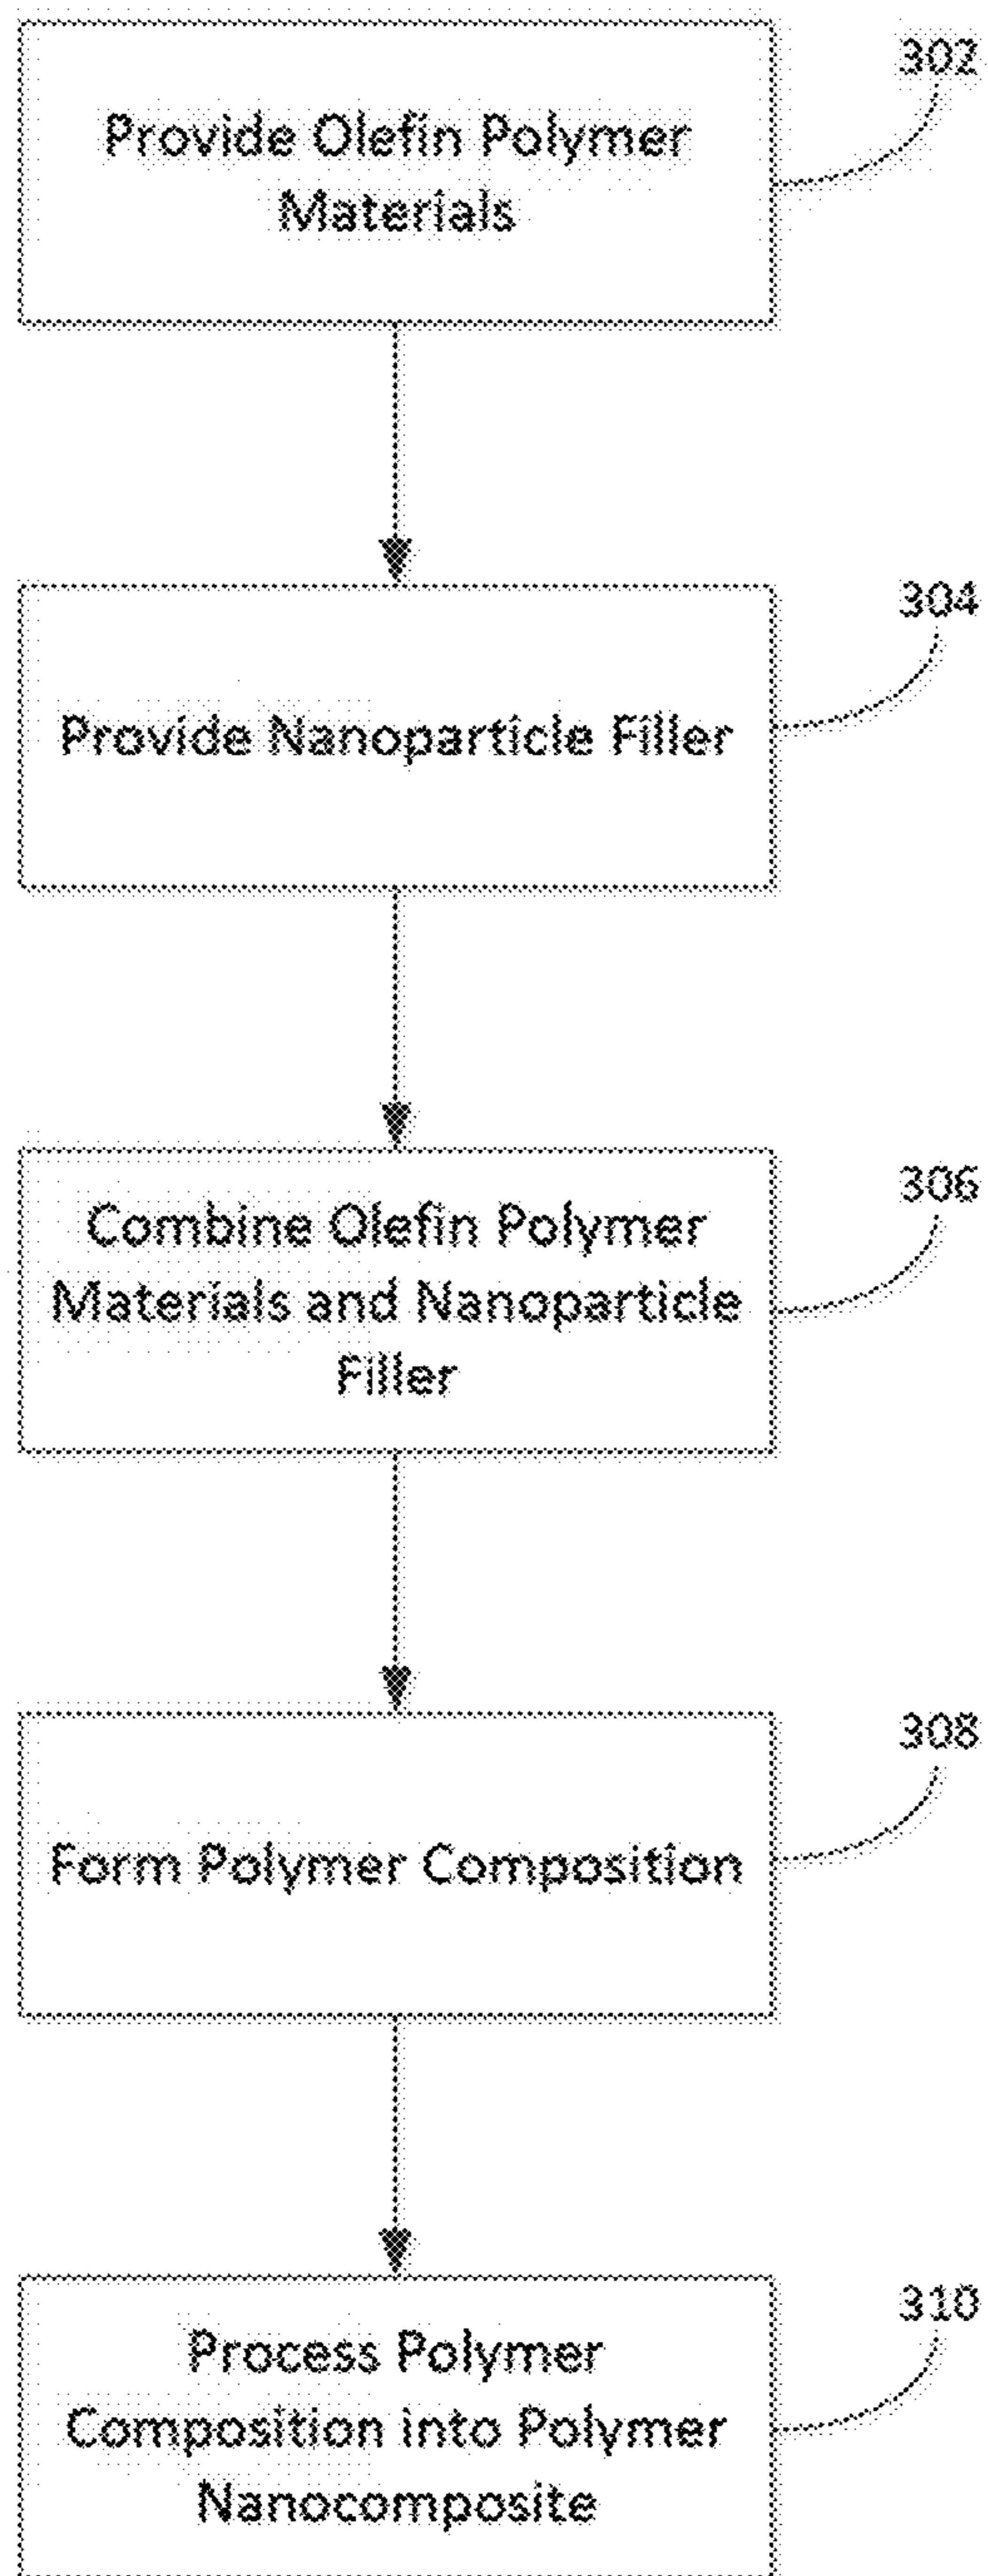 302
Provide Olefin Polymer
Materials
304
Provide Nanoparticle Filler
306
Combine Olefin Polymer
Materials and Nanoparticle
Filler
308
Form Polymer Composition
310
Process Polymer
Composition into Polymer
Nanocomposite